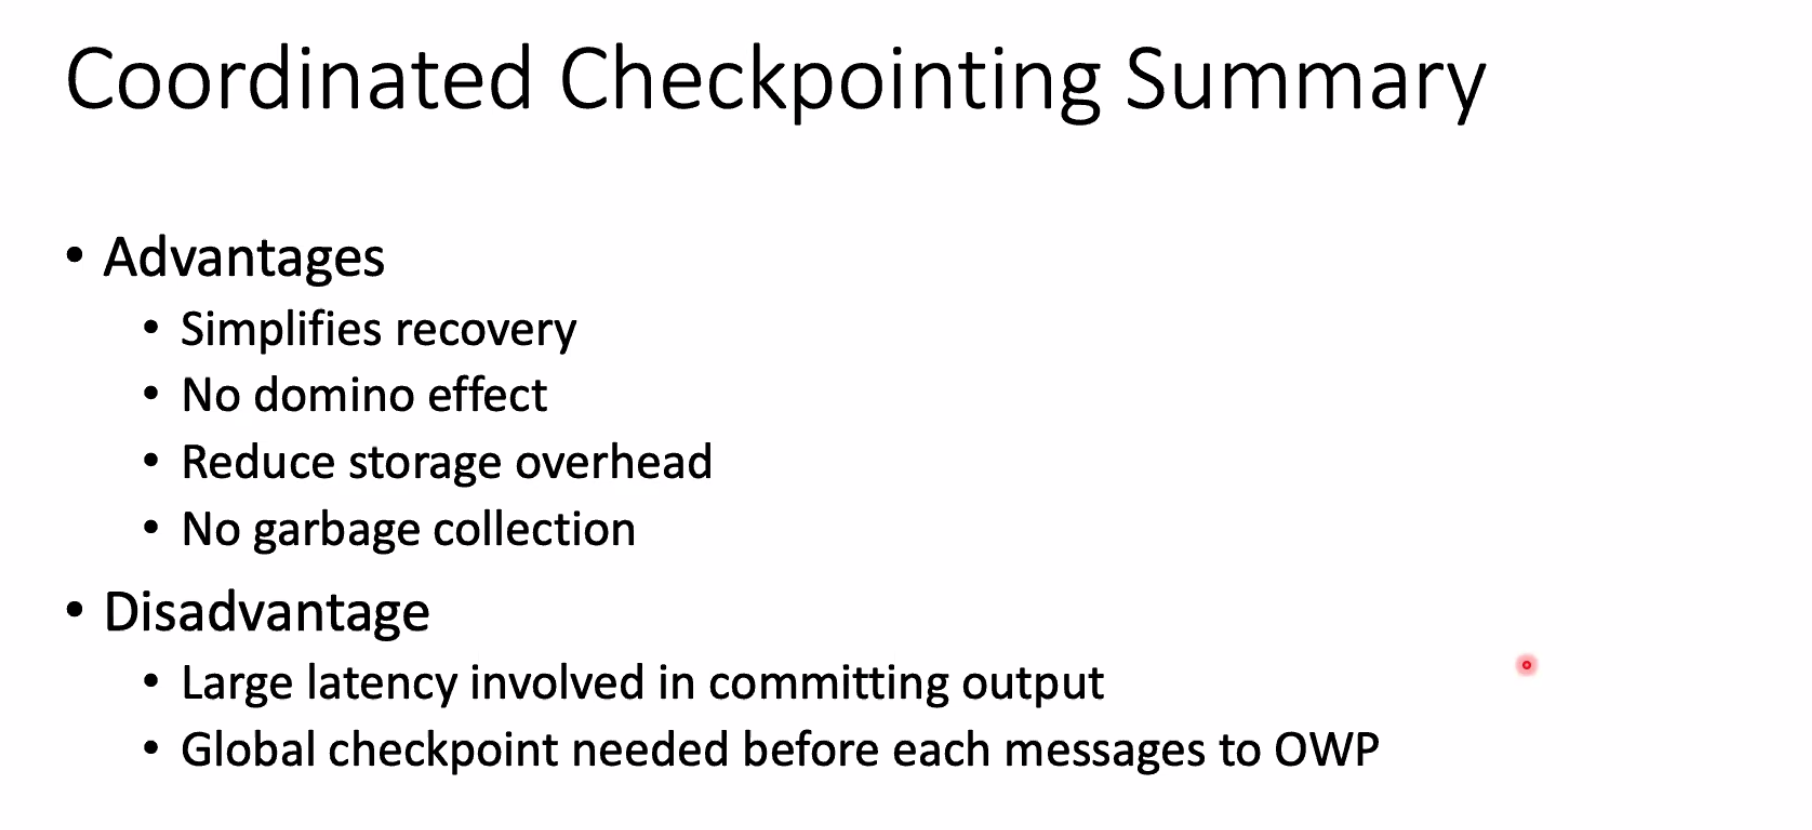 Coordinated Checkpointing Summary
• Advantages
• Simplifies recovery
• No domino effect
• Reduce storage overhead
• No garbage collection
• Disadvantage
• Large latency involved in committing output
• Global checkpoint needed before each messages to OWP